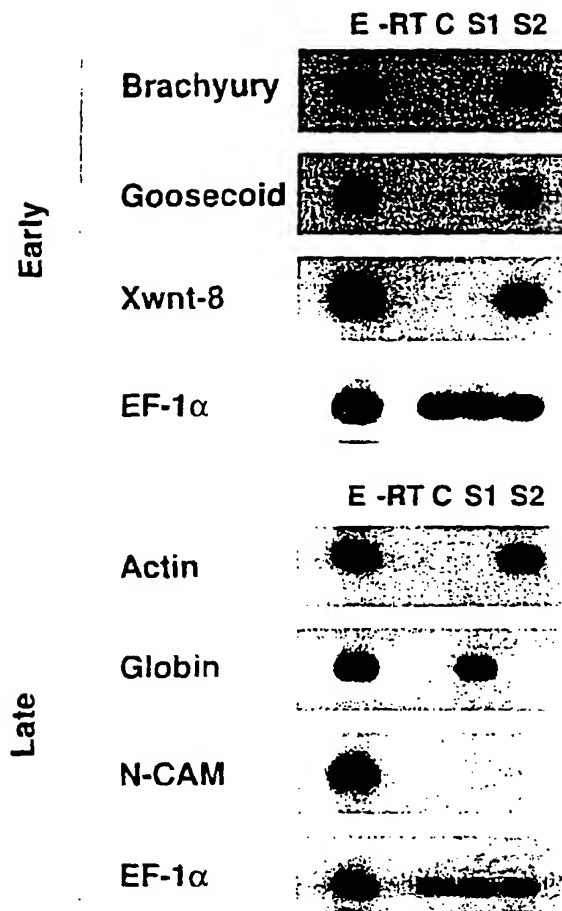 E -RT C S1 S2
Brachyury
Goosecoid
Xwnt-8
EF-1α
Early
E -RT C S1 S2
Actin
Globin
N-CAM
EF-1α
Late